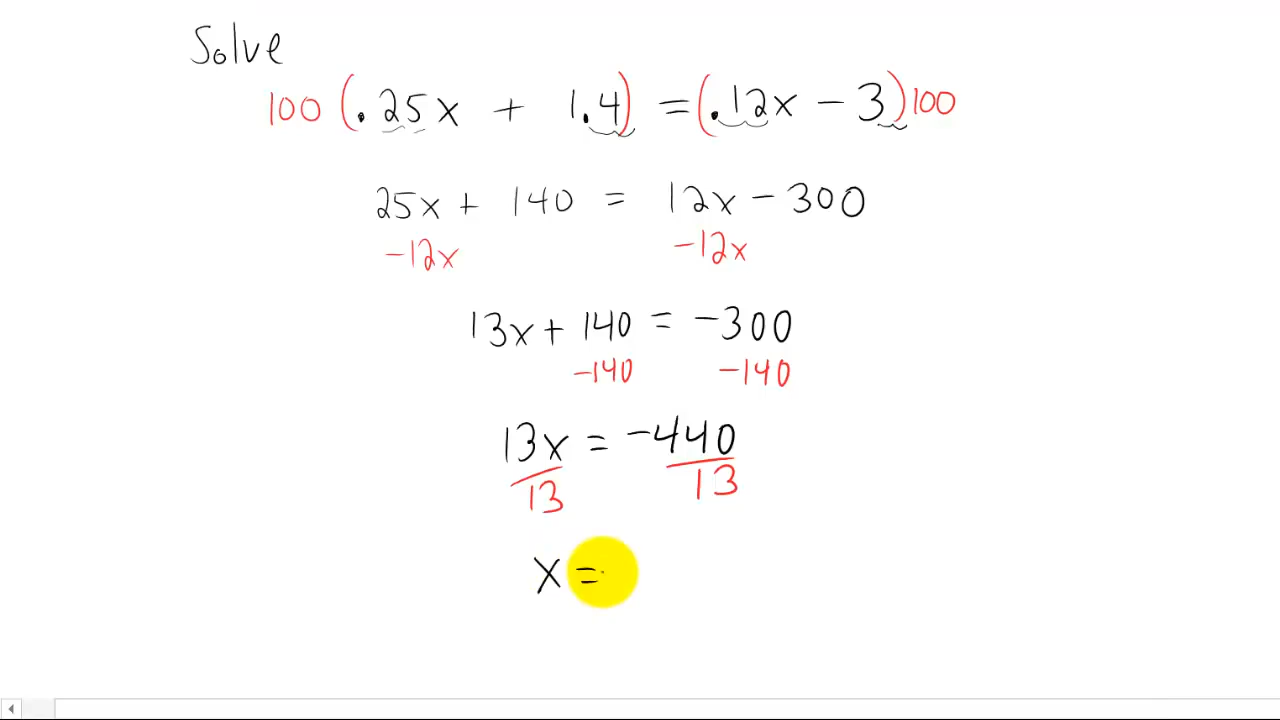 Solve
100 (.25x + 1.4) = (.12x - 3)100
25x + 140 = 12x - 300
-12x -12x
13x + 140 = -300
-140 -140
13x = -440
13 13
x =